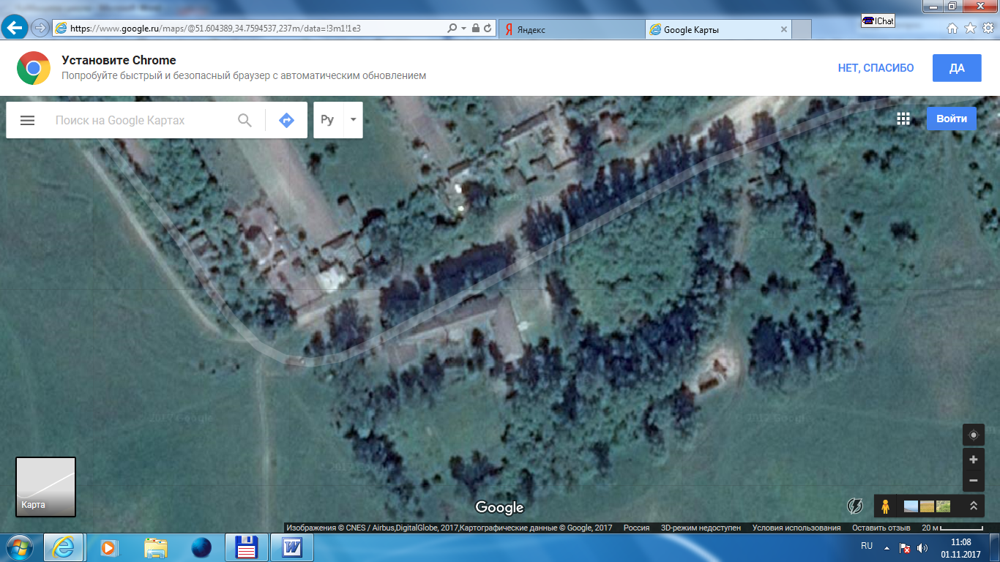 https://www.google.ru/maps/@51.604389,34.7594537,237m/data=!3m1!1e3
Яндекс
Google Карты
IChat
Установите Chrome
Попробуйте быстрый и безопасный браузер с автоматическим обновлением
НЕТ, СПАСИБО
ДА
Поиск на Google Картах
Ру
Войти
Карта
Google
Изображения © CNES / Airbus,DigitalGlobe, 2017,Картографические данные © Google, 2017 Россия 3D-режим недоступен Условия использования Оставить отзыв 20 м
RU
11:08
01.11.2017